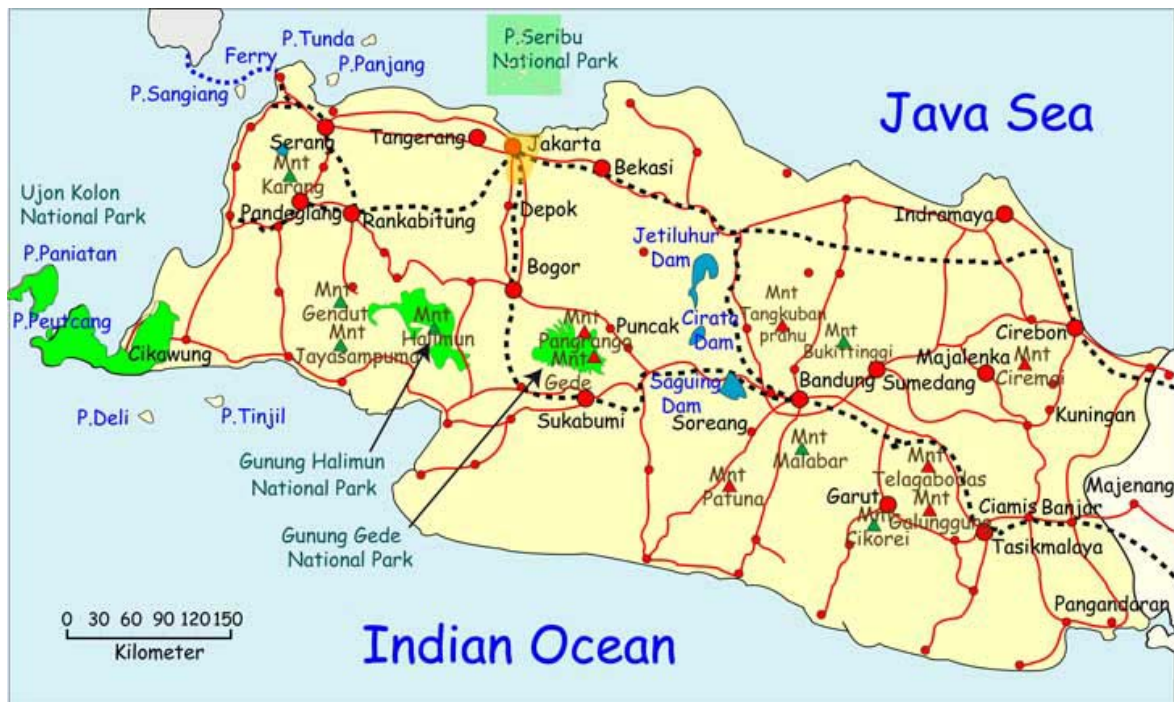 P.Tunda
P.Seribu
National Park
Ferry
P.Panjang
P.Sangiang
Java Sea
Tangerang
Jakarta
Serang
Bekasi
Mnt
Karang
Ujon Kolon
National Park
Pandeglang
Rankabitung
Depok
Indramaya
P.Paniatan
Jetiluhur
Dam
Bogor
Mnt
Gendut
Mnt
Halimun
Mnt
Pangranga
Puncak
Cirata
Dam
Mnt
Tangkuban
prahu
Mnt
Bukittinggi
Cirebon
P.Peutcang
Cikawung
Mnt
Jayasampuma
Mnt
Gede
Majalenka
Mnt
Ciremai
Saguing
Dam
Bandung
Sumedang
P.Deli
P.Tinjil
Sukabumi
Soreang
Kuningan
Gunung Halimun
National Park
Mnt
Malabar
Mnt
Telagabodas
Mnt
Patuna
Garut
Mnt
Galunggung
Ciamis
Banjar
Majenang
Mnt
Cikorei
Gunung Gede
National Park
Tasikmalaya
Pangandaran
0 30 60 90 120 150
Kilometer
Indian Ocean